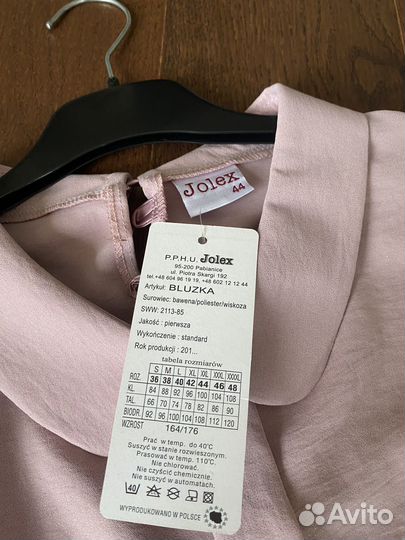 Jolex
44
P.P.H.U. Jolex
95-200 Pabianice
ul. Piotra Skargi 192
tel.+48 604 96 19 19, +48 602 12 12 44
Artykuł: BLUZKA
Surowiec: bawełna/poliester/wiskoza
SWW: 2113-85
Jakość : pierwsza
Wykończenie : standard
Rok produkcji : 201...
tabela rozmiarów
S M L XL XXL XXXL XXXXL
ROZ. 36 38 40 42 44 46 48
KL. 84 88 92 96 100 104 108
TAL. 66 70 74 78 82 86 90
BIODR. 92 96 100 104 108 112 120
WZROST 164/176
Prać w temp. do 40°C
Suszyć w stanie rozwieszonym.
Prasować w temp. 110°C.
Nie chlorować.
Nie czyścić chemicznie.
Nie suszyć w automatach.
40
WYPRODUKOWANO W POLSCE
Avito